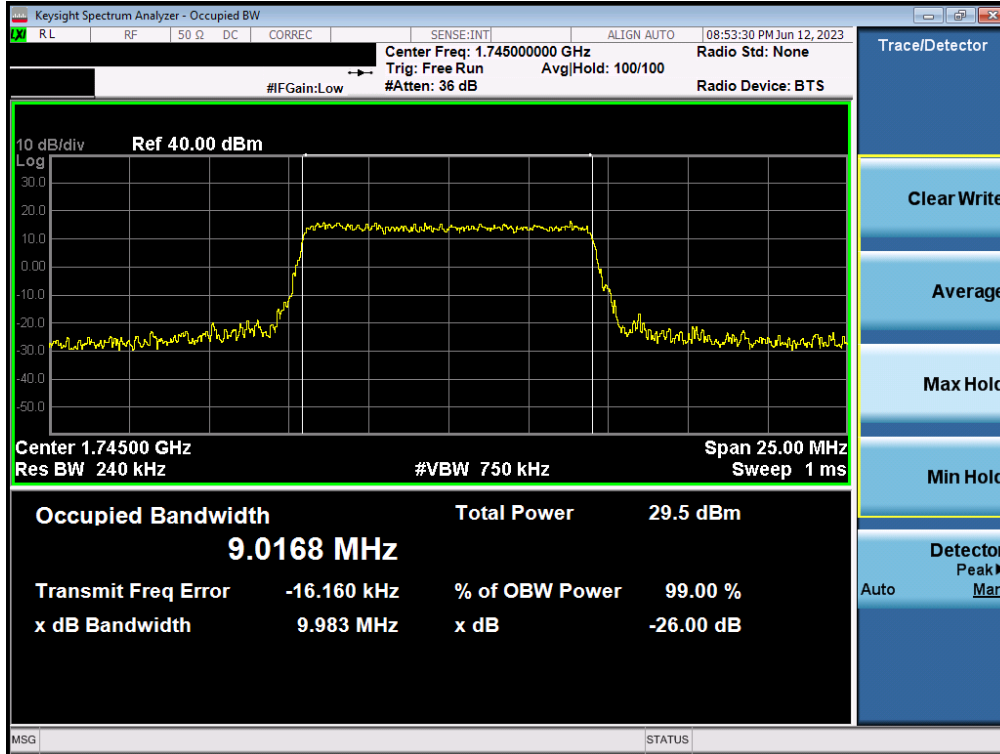 Keysight Spectrum Analyzer - Occupied BW
LXI RL RF 50 Ω DC CORREC SENSE:INT ALIGN AUTO 08:53:30 PM Jun 12, 2023
Center Freq: 1.745000000 GHz Radio Std: None
Trig: Free Run Avg|Hold: 100/100
#IFGain:Low #Atten: 36 dB Radio Device: BTS
Trace/Detector
10 dB/div Ref 40.00 dBm
Log
30.0
20.0
10.0
0.00
-10.0
-20.0
-30.0
-40.0
-50.0
Center 1.74500 GHz Span 25.00 MHz
Res BW 240 kHz #VBW 750 kHz Sweep 1 ms
Occupied Bandwidth Total Power 29.5 dBm
9.0168 MHz
Transmit Freq Error -16.160 kHz % of OBW Power 99.00 %
x dB Bandwidth 9.983 MHz x dB -26.00 dB
Clear Write
Average
Max Hold
Min Hold
Detector
Peak
Auto Man
MSG STATUS